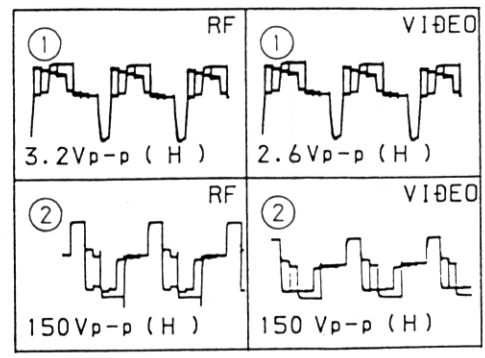 RF
①
3.2Vp-p ( H )
VIDEO
①
2.6Vp-p ( H )
RF
②
150Vp-p ( H )
VIDEO
②
150 Vp-p ( H )